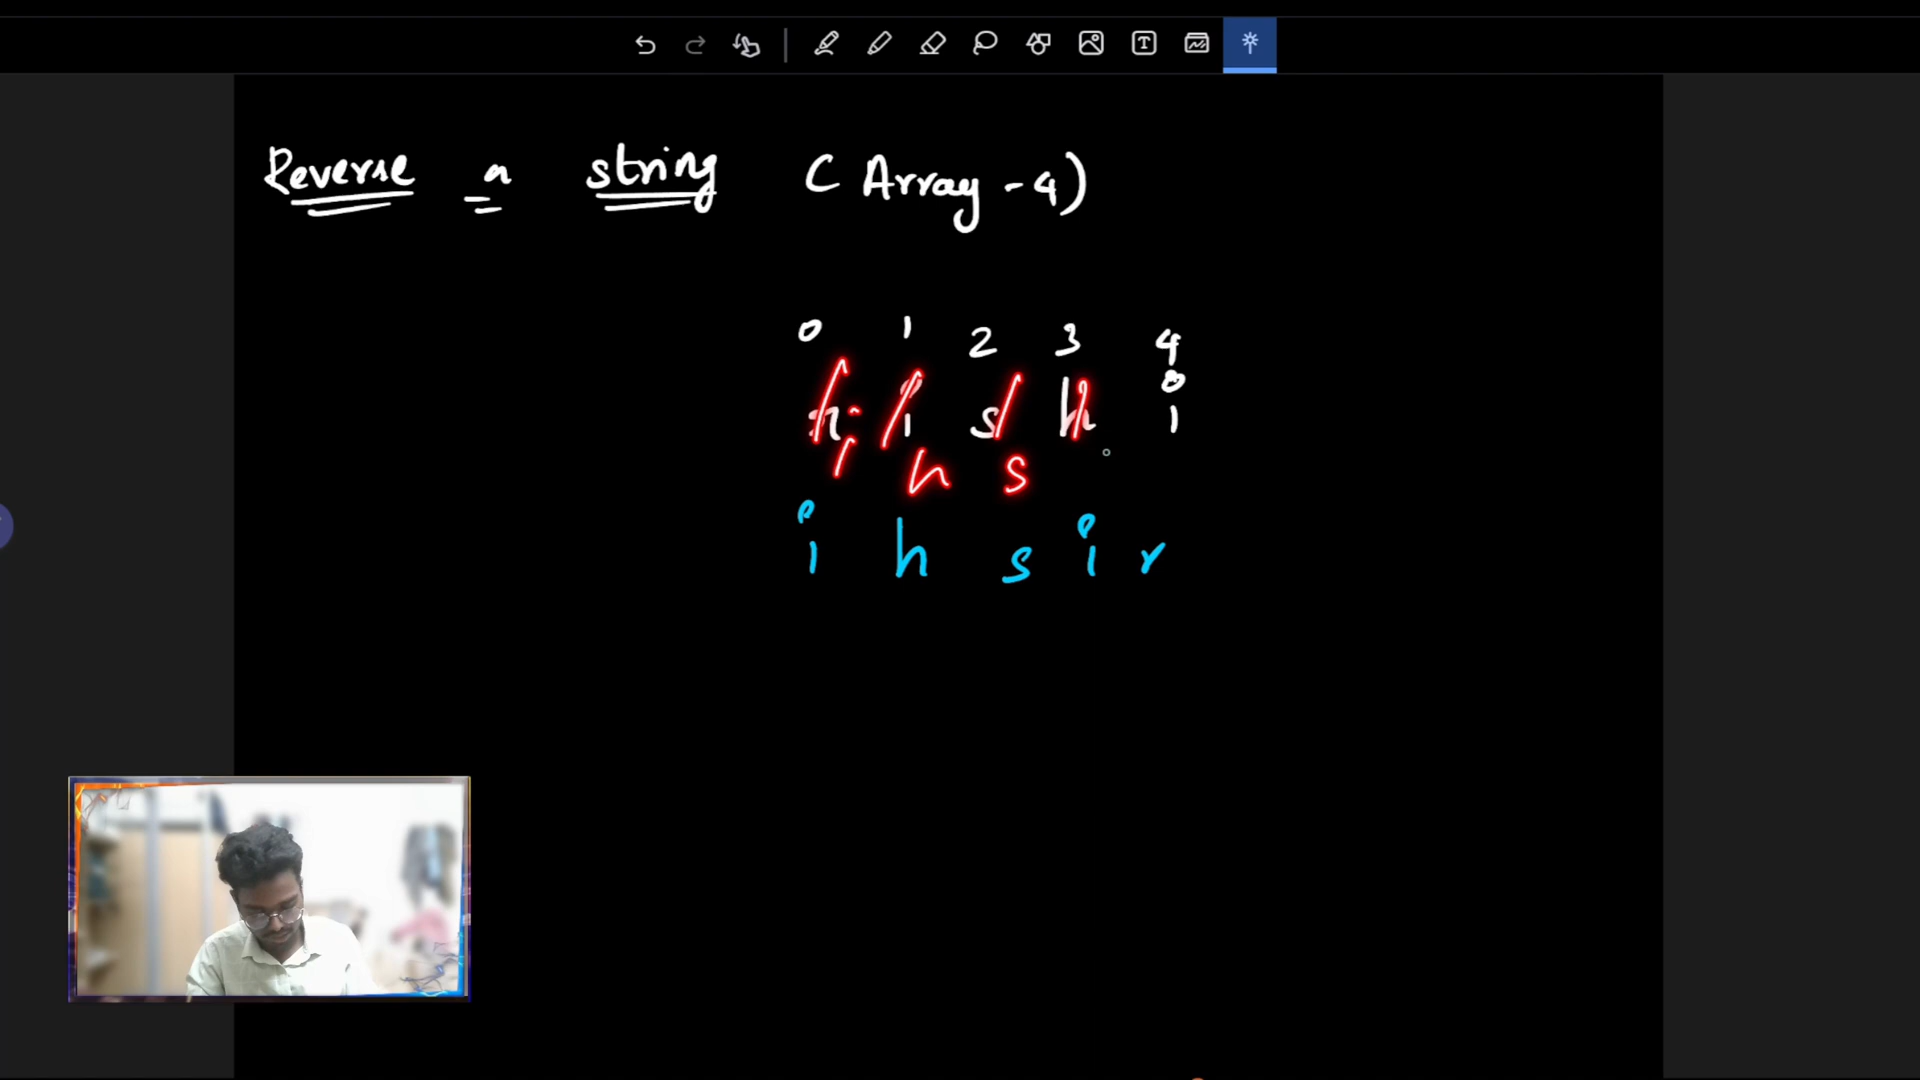 Reverse a string (Array - 4)
0 1 2 3 4
r i s h i
i h s
i h s i r